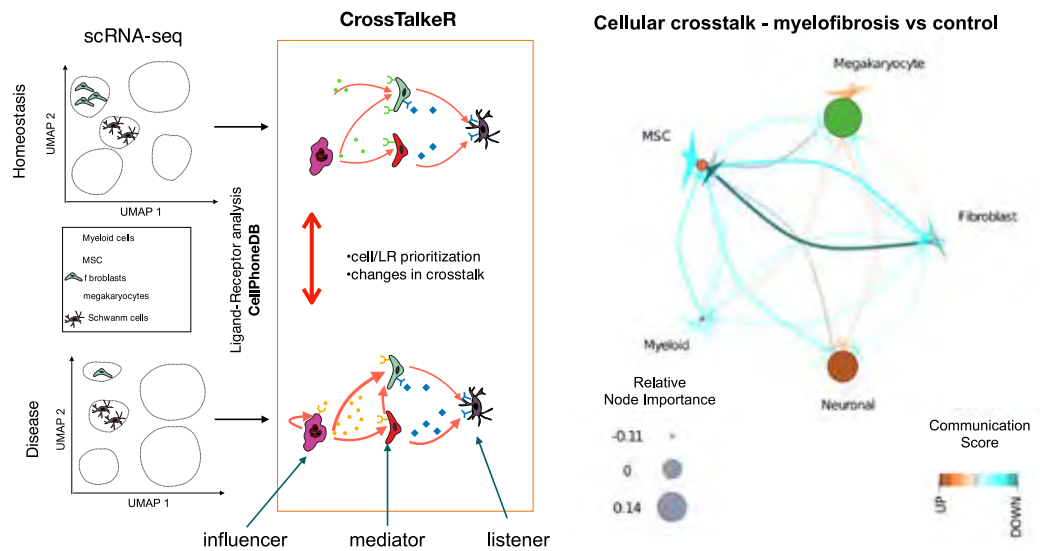 CrossTalkeR
Cellular crosstalk - myelofibrosis vs control
scRNA-seq
Homeostasis
UMAP 2
UMAP 1
Myeloid cells
MSC
f broblasts
megakaryocytes
Schwanm cells
Disease
UMAP 2
UMAP 1
Ligand-Receptor analysis
CellPhoneDB
•cell/LR prioritization
•changes in crosstalk
influencer
mediator
listener
Megakaryocyte
MSC
Fibroblast
Myeloid
Neuronal
Relative
Node Importance
-0.11
0
0.14
Communication
Score
UP
DOWN